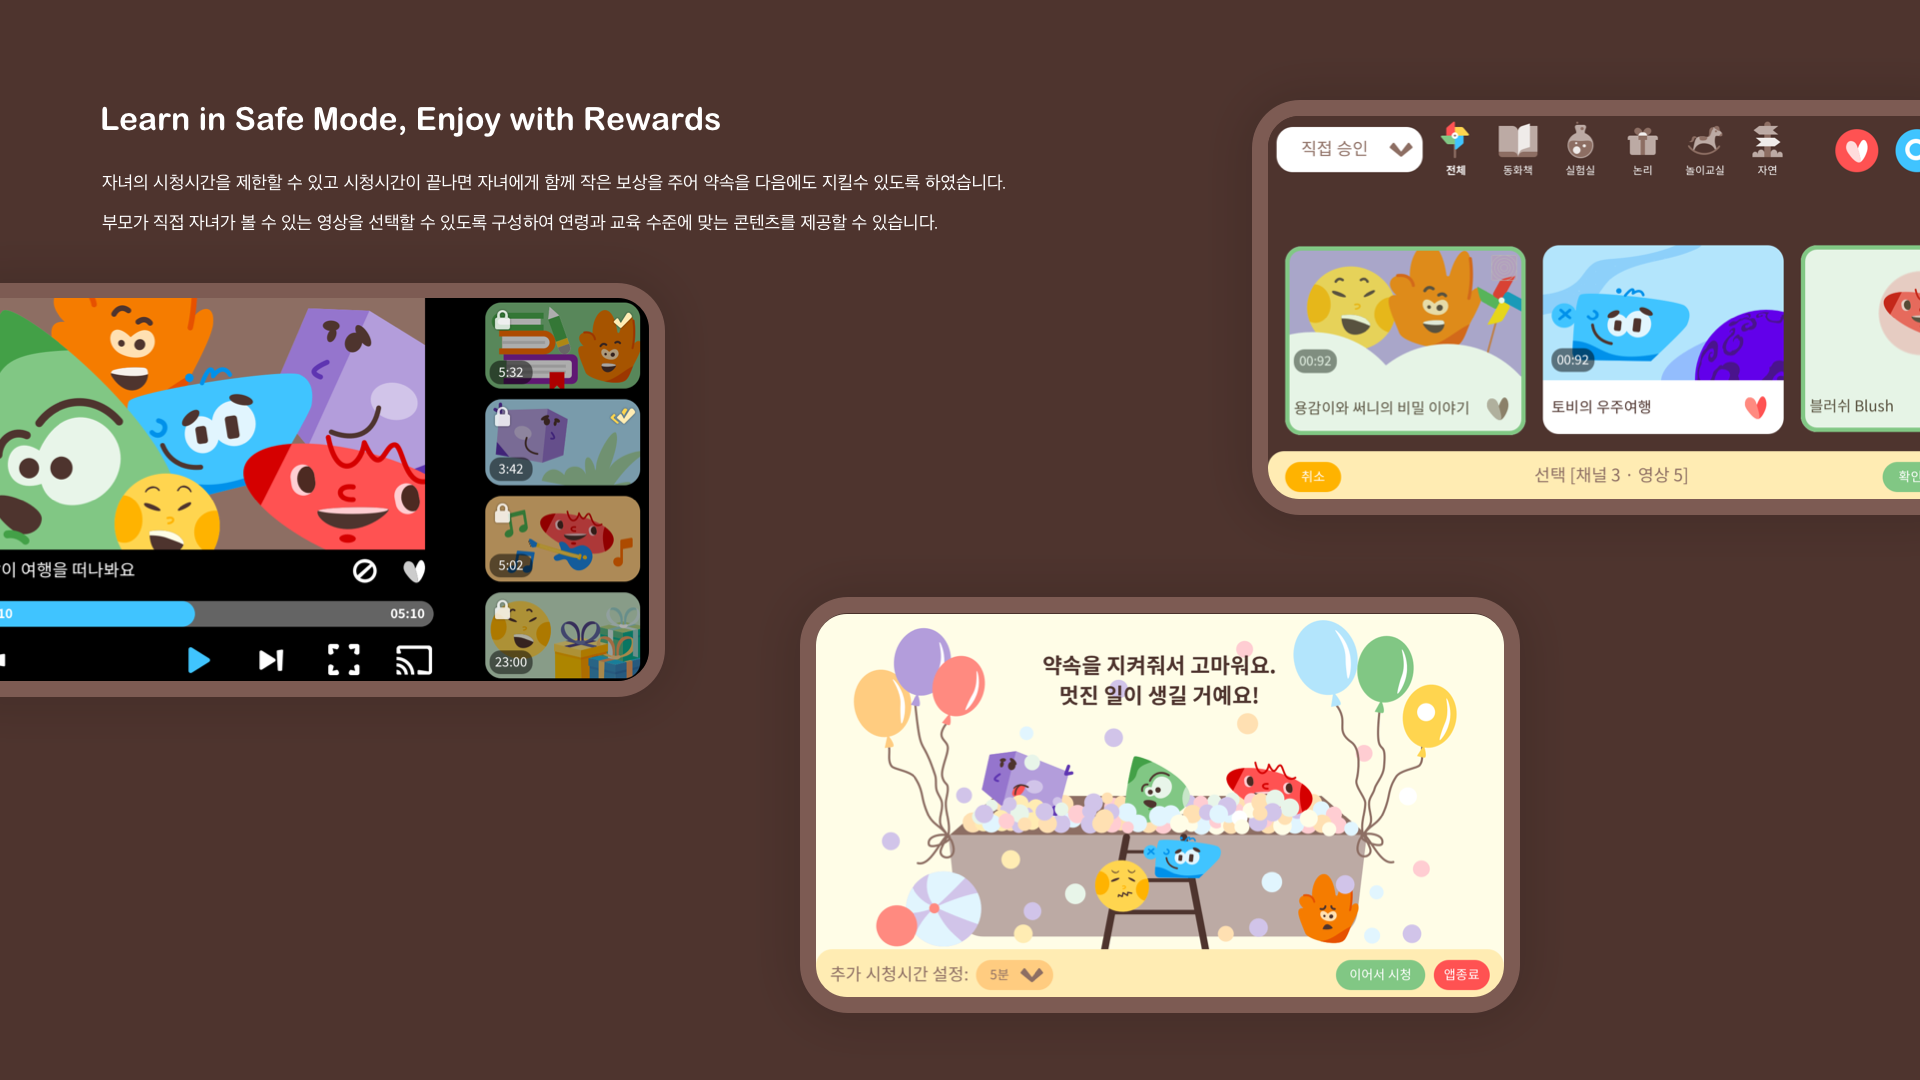 Learn in Safe Mode, Enjoy with Rewards
자녀의 시청시간을 제한할 수 있고 시청시간이 끝나면 자녀에게 함께 작은 보상을 주어 약속을 다음에도 지킬수 있도록 하였습니다.
부모가 직접 자녀가 볼 수 있는 영상을 선택할 수 있도록 구성하여 연령과 교육 수준에 맞는 콘텐츠를 제공할 수 있습니다.
직접 승인
전체
동화책
실험실
논리
놀이교실
자연
00:92
00:92
용감이와 써니의 비밀 이야기
토비의 우주여행
블러쉬 Blush
취소
선택 [채널 3 · 영상 5]
확인
5:32
3:42
5:02
23:00
이 여행을 떠나봐요
10
05:10
약속을 지켜줘서 고마워요.
멋진 일이 생길 거예요!
추가 시청시간 설정:
5분
이어서 시청
앱종료